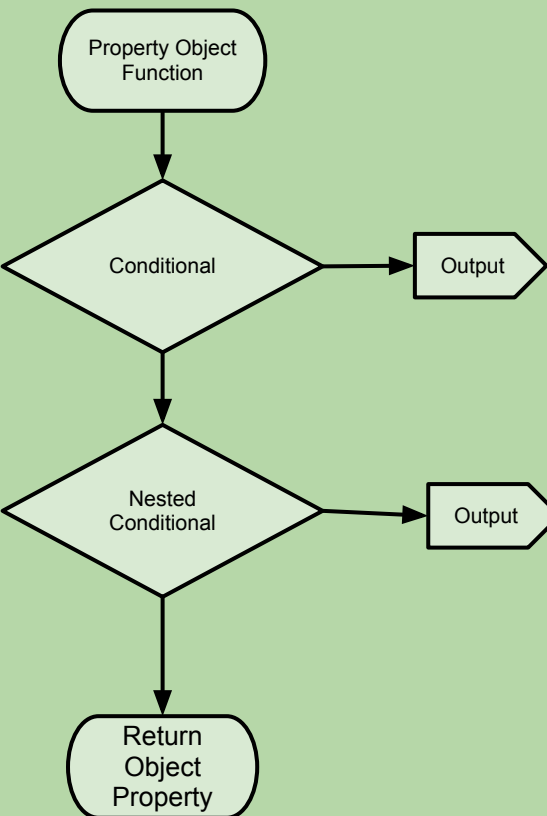 Property Object
Function
Conditional
Output
Nested
Conditional
Output
Return
Object
Property